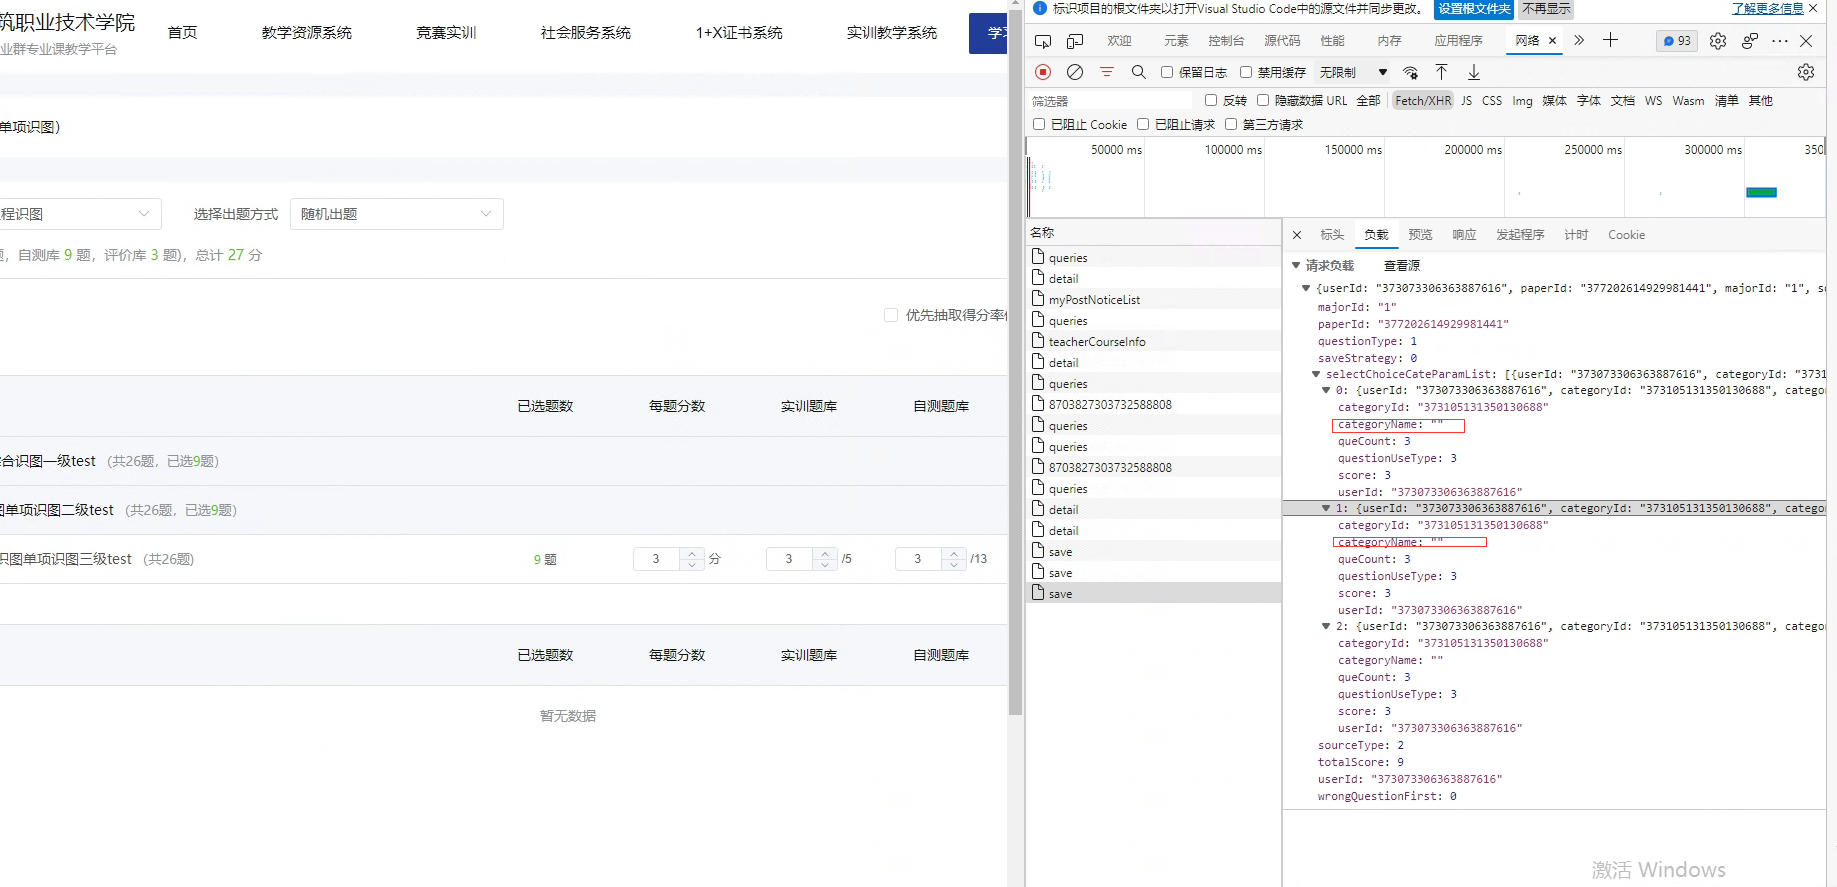 筑职业技术学院
业群专业课教学平台
首页
教学资源系统
竞赛实训
社会服务系统
1+X证书系统
实训教学系统
学习
单项识图)
程识图
选择出题方式
随机出题
题, 自测库 9 题, 评价库 3 题), 总计 27 分
优先抽取得分率
已选题数
每题分数
实训题库
自测题库
合识图一级test (共26题, 已选9题)
图单项识图二级test (共26题, 已选9题)
识图单项识图三级test (共26题)
9 题
3
分
3
/5
3
/13
已选题数
每题分数
实训题库
自测题库
暂无数据
标识项目的根文件夹以打开Visual Studio Code中的源文件并同步更改。
设置根文件夹
不再显示
了解更多信息
欢迎
元素
控制台
源代码
性能
内存
应用程序
网络
93
保留日志
禁用缓存
无限制
筛选器
反转
隐藏数据 URL
全部
Fetch/XHR
JS
CSS
Img
媒体
字体
文档
WS
Wasm
清单
其他
已阻止 Cookie
已阻止请求
第三方请求
50000 ms
100000 ms
150000 ms
200000 ms
250000 ms
300000 ms
350
名称
queries
detail
myPostNoticeList
queries
teacherCourseInfo
detail
queries
8703827303732588808
queries
queries
8703827303732588808
queries
detail
detail
save
save
save
标头
负载
预览
响应
发起程序
计时
Cookie
请求负载
查看源
{userId: "373073306363887616", paperId: "377202614929981441", majorId: "1", s
majorId: "1"
paperId: "377202614929981441"
questionType: 1
saveStrategy: 0
selectChoiceCateParamList: [{userId: "373073306363887616", categoryId: "3731
0: {userId: "373073306363887616", categoryId: "373105131350130688", catego
categoryId: "373105131350130688"
categoryName: ""
queCount: 3
questionUseType: 3
score: 3
userId: "373073306363887616"
1: {userId: "373073306363887616", categoryId: "373105131350130688", catego
categoryId: "373105131350130688"
categoryName: ""
queCount: 3
questionUseType: 3
score: 3
userId: "373073306363887616"
2: {userId: "373073306363887616", categoryId: "373105131350130688", catego
categoryId: "373105131350130688"
categoryName: ""
queCount: 3
questionUseType: 3
score: 3
userId: "373073306363887616"
sourceType: 2
totalScore: 9
userId: "373073306363887616"
wrongQuestionFirst: 0
激活 Windows